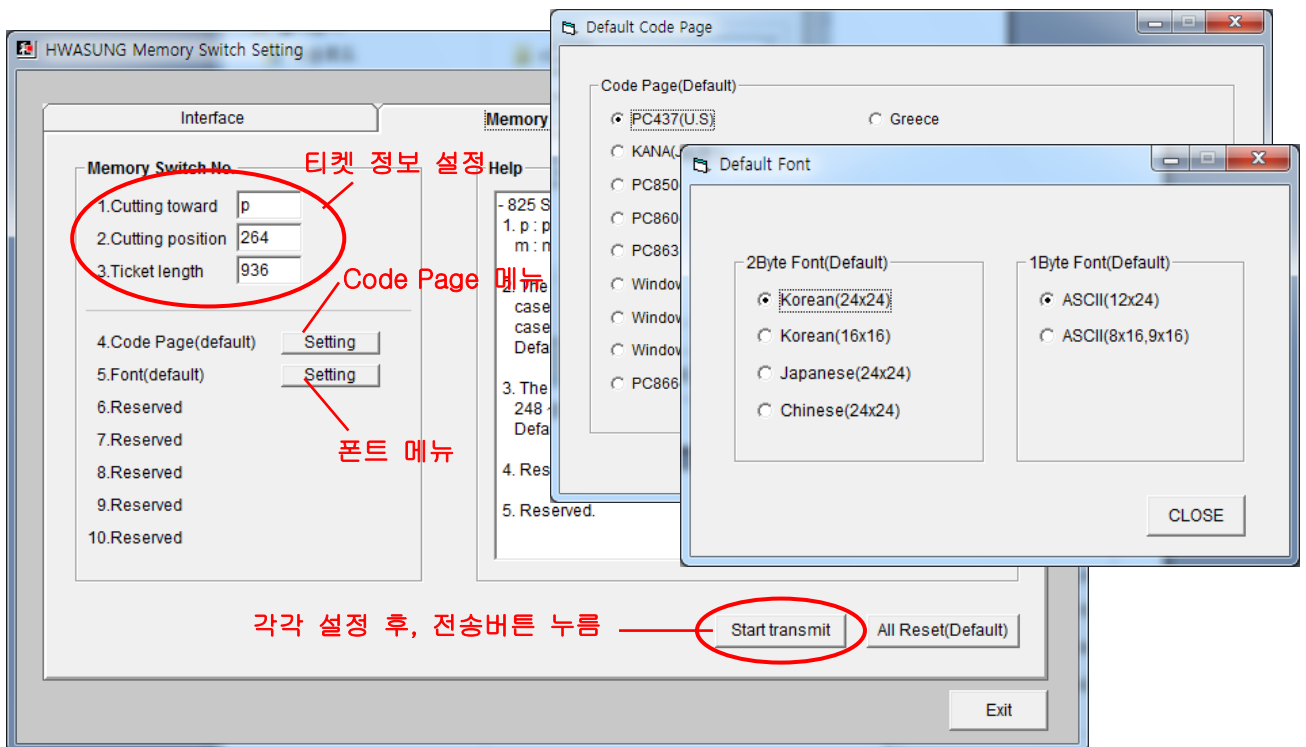 HWASUNG Memory Switch Setting
Interface
Memory
Memory Switch No.
티켓 정보 설정
1.Cutting toward p
2.Cutting position 264
3.Ticket length 936
Code Page 메뉴
4.Code Page(default) Setting
5.Font(default) Setting
폰트 메뉴
6.Reserved
7.Reserved
8.Reserved
9.Reserved
10.Reserved
Help
- 825 S
1. p : p
m :
2. The
case
case
Defa
3. The
248
Defa
4. Res
5. Reserved.
각각 설정 후, 전송버튼 누름
Start transmit
All Reset(Default)
Exit
Default Code Page
Code Page(Default)
PC437(U.S)
Greece
KANA(
PC850
PC860
PC863
Window
Window
Window
PC866
Default Font
2Byte Font(Default)
Korean(24x24)
Korean(16x16)
Japanese(24x24)
Chinese(24x24)
1Byte Font(Default)
ASCII(12x24)
ASCII(8x16,9x16)
CLOSE